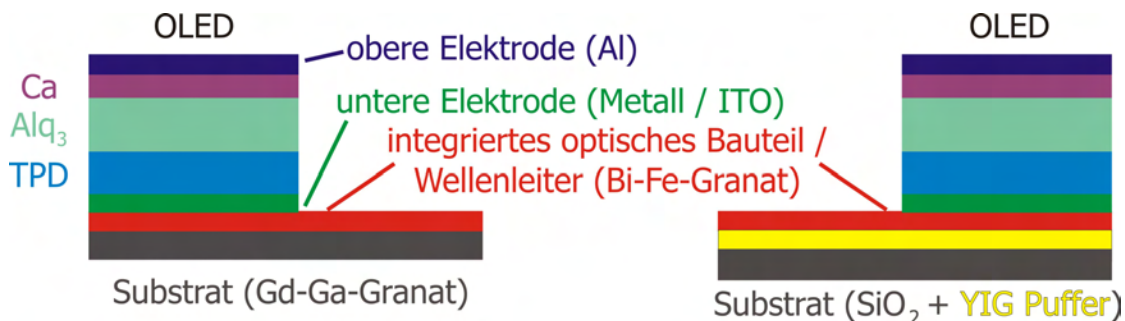 OLED
OLED
obere Elektrode (Al)
Ca
untere Elektrode (Metall / ITO)
Alq₃
integriertes optisches Bauteil /
TPD
Wellenleiter (Bi-Fe-Granat)
Substrat (Gd-Ga-Granat)
Substrat (SiO₂ + YIG Puffer)